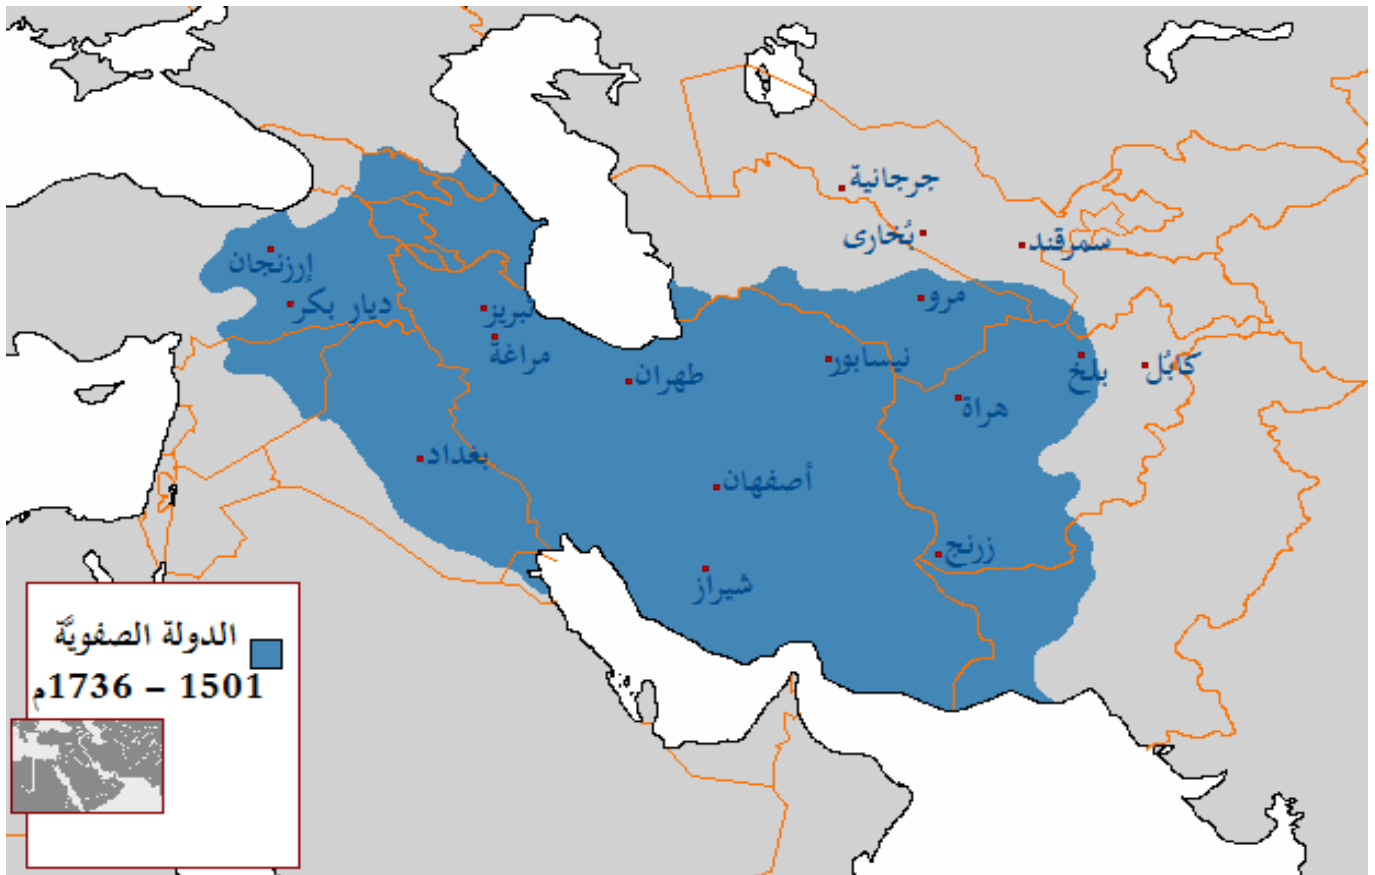 جرجانية
بُخارى
سمرقند
إرزنجان
مرو
ديار بكر
تبريز
مراغة
نيسابور
بلخ
كابُل
طهران
هراة
بغداد
أصفهان
زرنج
شيراز
الدولة الصفويَّة
1501 – 1736م